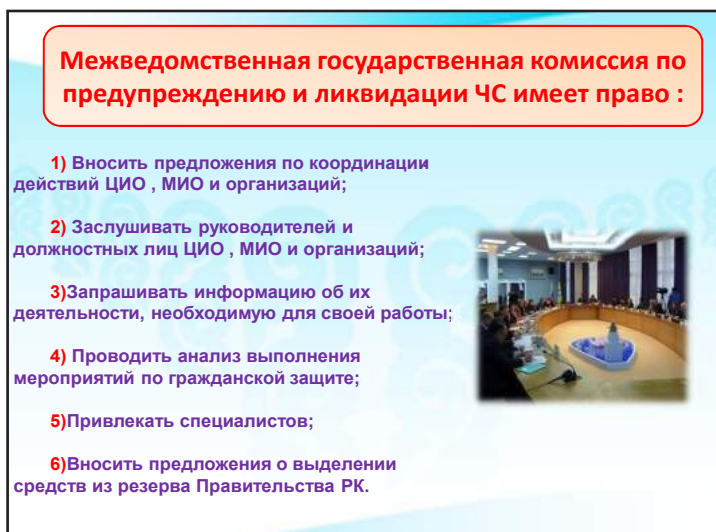 Межведомственная государственная комиссия по
предупреждению и ликвидации ЧС имеет право :
1) Вносить предложения по координации
действий ЦИО , МИО и организаций;
2) Заслушивать руководителей и
должностных лиц ЦИО , МИО и организаций;
3)Запрашивать информацию об их
деятельности, необходимую для своей работы;
4) Проводить анализ выполнения
мероприятий по гражданской защите;
5)Привлекать специалистов;
6)Вносить предложения о выделении
средств из резерва Правительства РК.